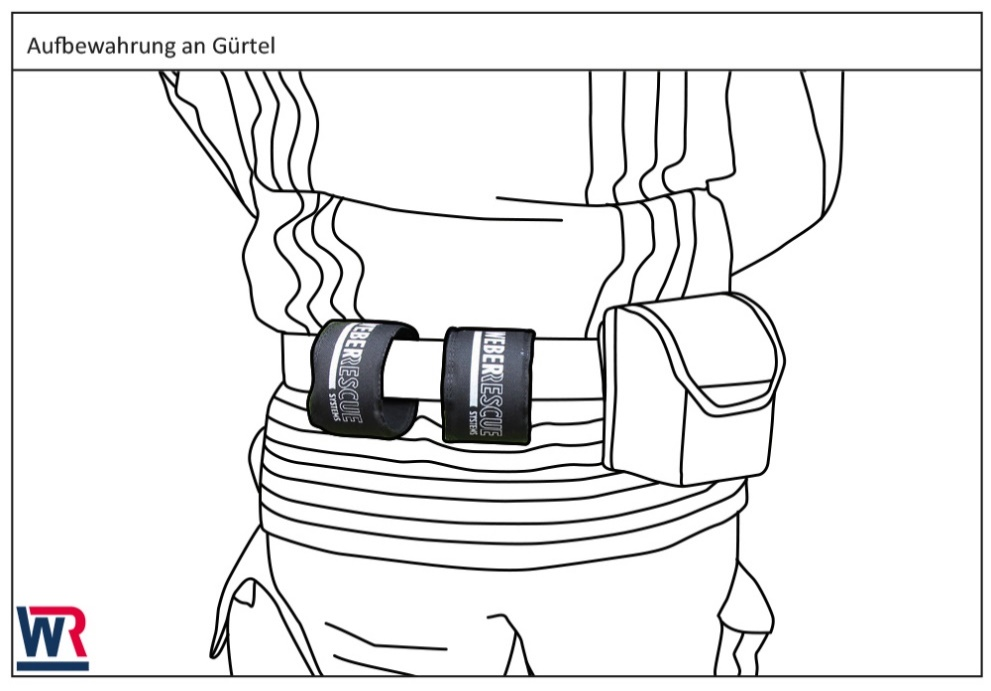 Aufbewahrung an Gürtel
WEBERRESCUE
SYSTEMS
WEBERRESCUE
SYSTEMS
WR